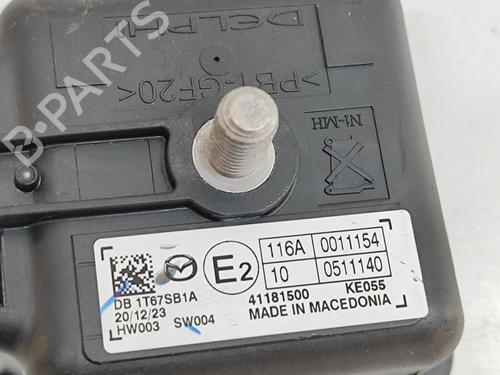 DELPHI
>PBT-GF20<
Ni-MH
DB 1T67SB1A
20/12/23
HW003 SW004
E2
116A 0011154
10 0511140
41181500 KE055
MADE IN MACEDONIA